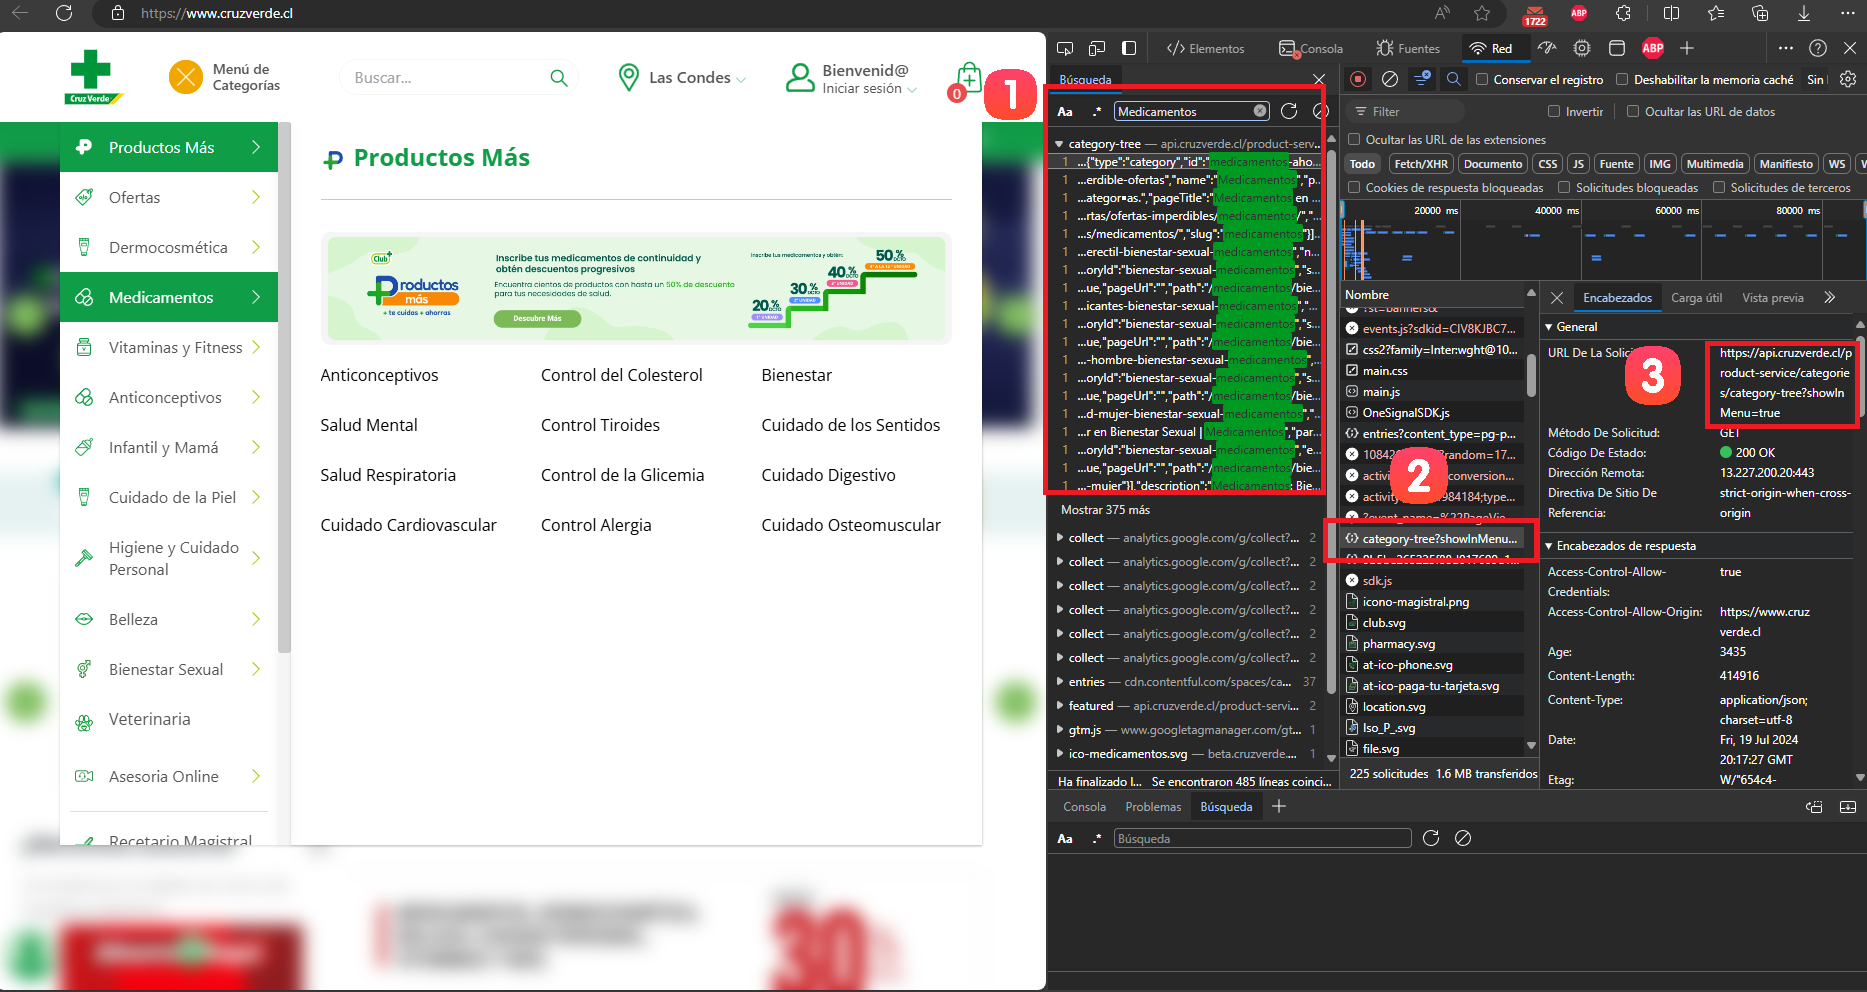 https://www.cruzverde.cl
1722
ABP
Cruz Verde
Menú de
Categorías
Buscar...
Las Condes
Bienvenid@
Iniciar sesión
0
Productos Más
Ofertas
Dermocosmética
Medicamentos
Vitaminas y Fitness
Anticonceptivos
Infantil y Mamá
Cuidado de la Piel
Higiene y Cuidado
Personal
Belleza
Bienestar Sexual
Veterinaria
Asesoria Online
Recetario Magistral
Productos Más
Club+
Productos
más
+ te cuidas + ahorras
Inscribe tus medicamentos de continuidad y
obtén descuentos progresivos
Encuentra cientos de productos con hasta un 50% de descuento
para tus necesidades de salud.
Descubre Más
Inscribe tus medicamentos y obtén:
20% DCTO
1ª UNIDAD
30% DCTO
2ª UNIDAD
40% DCTO
3ª UNIDAD
50% DCTO
Anticonceptivos
Control del Colesterol
Bienestar
Salud Mental
Control Tiroides
Cuidado de los Sentidos
Salud Respiratoria
Control de la Glicemia
Cuidado Digestivo
Cuidado Cardiovascular
Control Alergia
Cuidado Osteomuscular
Elementos
Consola
Fuentes
Red
ABP
1
Búsqueda
Aa
.*
Medicamentos
category-tree — api.cruzverde.cl/product-serv...
1 ...{"type":"category","id":"medicamentos-aho...
1 erdible-ofertas","name":"Medicamentos","p...
1 ...ategor•as.","pageTitle":"Medicamentos en ...
1 ...rtas/ofertas-imperdibles/medicamentos/","...
1 ...s/medicamentos/","slug":"medicamentos"}]...
1 ...erectil-bienestar-sexual-medicamentos","n...
1 ...oryId":"bienestar-sexual-medicamentos","s...
1 ...ue,"pageUrl":"","path":"/medicamentos/bie...
1 ...icantes-bienestar-sexual-medicamentos","...
1 ...oryId":"bienestar-sexual-medicamentos","s...
1 ...ue,"pageUrl":"","path":"/medicamentos/bie...
1 ...-hombre-bienestar-sexual-medicamentos",...
1 ...oryId":"bienestar-sexual-medicamentos","s...
1 ...ue,"pageUrl":"","path":"/medicamentos/bie...
1 ...d-mujer-bienestar-sexual-medicamentos","...
1 ...r en Bienestar Sexual | Medicamentos","par...
1 ...oryId":"bienestar-sexual-medicamentos","e...
1 ...ue,"pageUrl":"","path":"/medicamentos/bie...
1 ...-mujer"}],"description":"Medicamentos: Bie...
Mostrar 375 más
collect — analytics.google.com/g/collect?... 2
collect — analytics.google.com/g/collect?... 2
collect — analytics.google.com/g/collect?... 2
collect — analytics.google.com/g/collect?... 2
collect — analytics.google.com/g/collect?... 2
collect — analytics.google.com/g/collect?... 2
entries — cdn.contentful.com/spaces/ca... 37
featured — api.cruzverde.cl/product-servi... 2
gtm.js — www.googletagmanager.com/gt... 1
ico-medicamentos.svg — beta.cruzverde.... 1
Ha finalizado l... Se encontraron 485 líneas coinci...
Conservar el registro
Deshabilitar la memoria caché
Sin l
Filter
Invertir
Ocultar las URL de datos
Ocultar las URL de las extensiones
Todo
Fetch/XHR
Documento
CSS
JS
Fuente
IMG
Multimedia
Manifiesto
WS
Cookies de respuesta bloqueadas
Solicitudes bloqueadas
Solicitudes de terceros
20000 ms
40000 ms
60000 ms
80000 ms
Nombre
?st=banners&
events.js?sdkid=CIV8KJBC7...
css2?family=Inter:wght@10...
main.css
main.js
OneSignalSDK.js
entries?content_type=pg-p...
2
category-tree?showInMenu...
sdk.js
icono-magistral.png
club.svg
pharmacy.svg
at-ico-phone.svg
at-ico-paga-tu-tarjeta.svg
location.svg
Iso_P_.svg
file.svg
225 solicitudes
1.6 MB transferidos
Encabezados
Carga útil
Vista previa
General
URL De La Solici
3
https://api.cruzverde.cl/p
roduct-service/categorie
s/category-tree?showIn
Menu=true
Método De Solicitud:
GET
Código De Estado:
200 OK
Dirección Remota:
13.227.200.20:443
Directiva De Sitio De
Referencia:
strict-origin-when-cross-
origin
Encabezados de respuesta
Access-Control-Allow-
Credentials:
true
Access-Control-Allow-Origin:
https://www.cruz
verde.cl
Age:
3435
Content-Length:
414916
Content-Type:
application/json;
charset=utf-8
Date:
Fri, 19 Jul 2024
20:17:27 GMT
Etag:
W/"654c4-
Consola
Problemas
Búsqueda
Aa
.*
Búsqueda